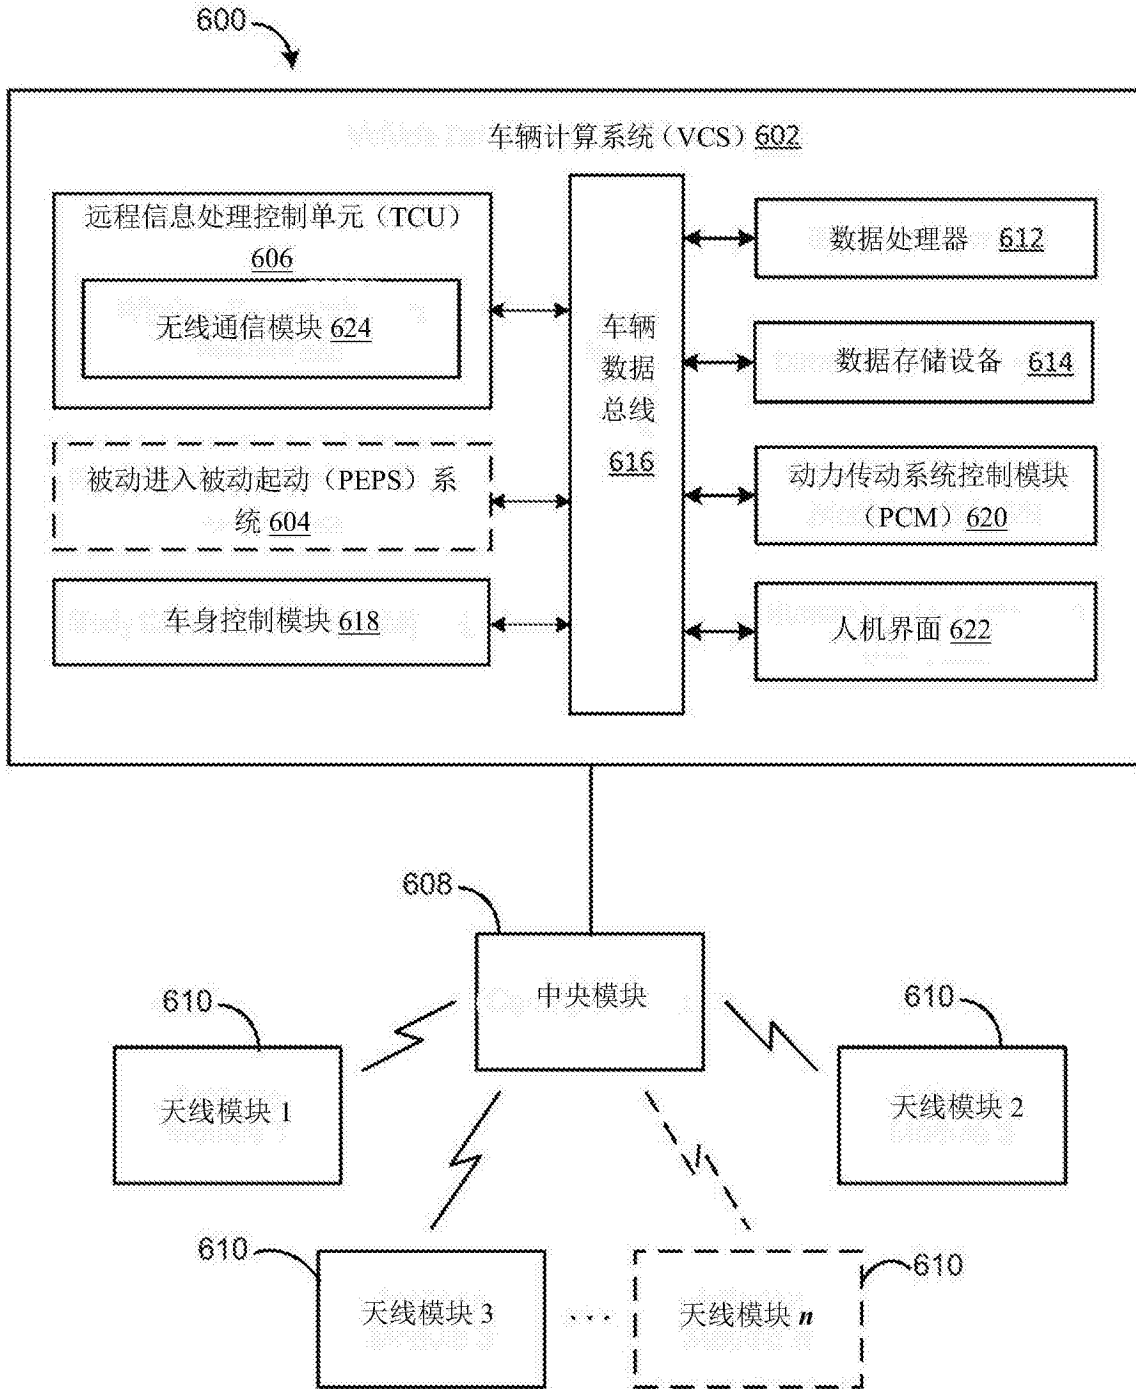 600
车辆计算系统（VCS）602
远程信息处理控制单元（TCU）
606
无线通信模块 624
被动进入被动起动（PEPS）系
统 604
车身控制模块 618
车辆
数据
总线
616
数据处理器 612
数据存储设备 614
动力传动系统控制模块
（PCM）620
人机界面 622
608
中央模块
610
天线模块 1
610
天线模块 2
610
天线模块 3
...
天线模块 n
610